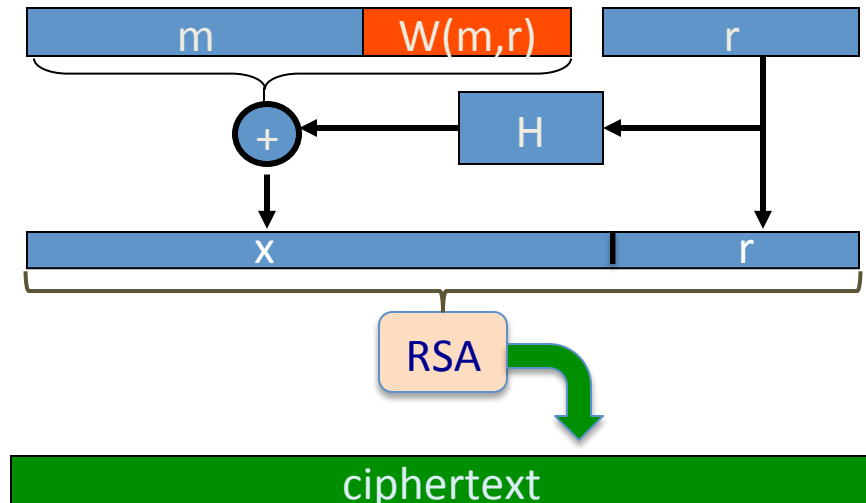 m W(m,r) r
+ H
x r
RSA
ciphertext